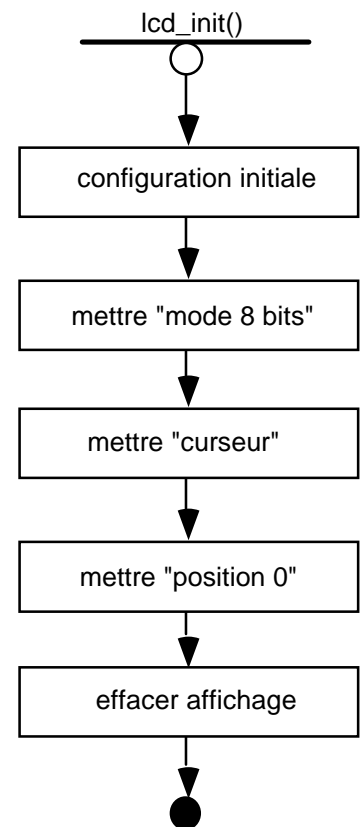 lcd_init()
configuration initiale
mettre "mode 8 bits"
mettre "curseur"
mettre "position 0"
effacer affichage